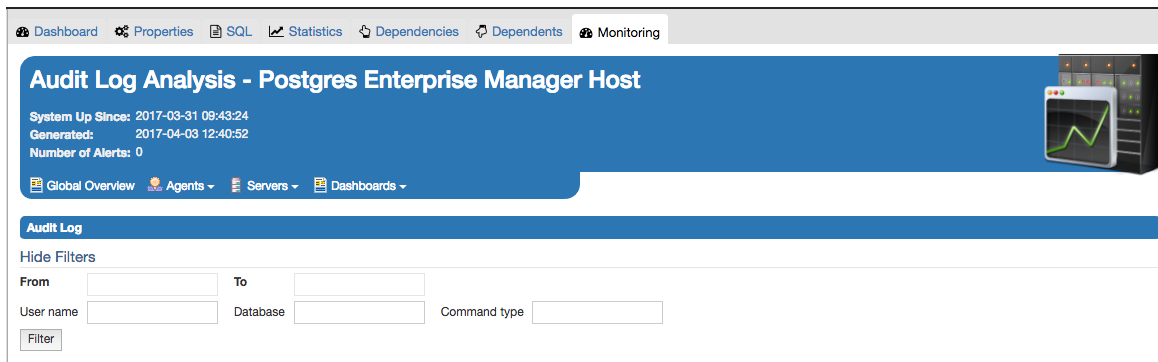 Dashboard Properties SQL Statistics Dependencies Dependents Monitoring
Audit Log Analysis - Postgres Enterprise Manager Host
System Up Since: 2017-03-31 09:43:24
Generated: 2017-04-03 12:40:52
Number of Alerts: 0
Global Overview Agents Servers Dashboards
Audit Log
Hide Filters
From To
User name Database Command type
Filter